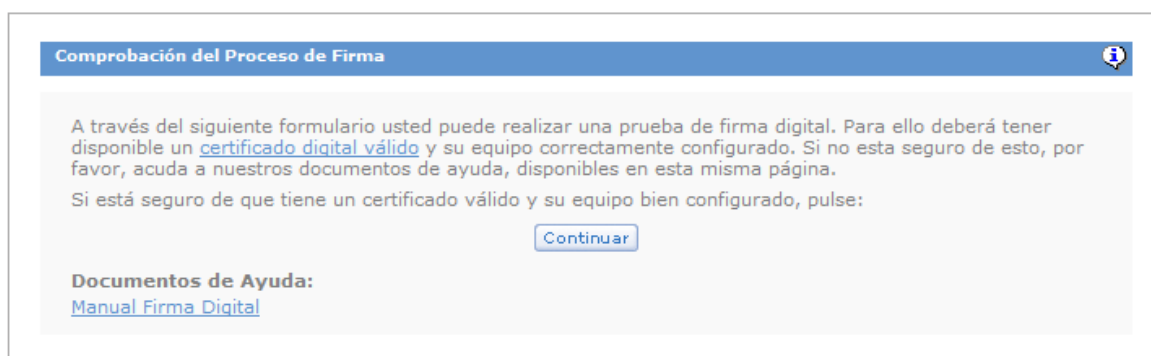 Comprobación del Proceso de Firma
A través del siguiente formulario usted puede realizar una prueba de firma digital. Para ello deberá tener
disponible un certificado digital válido y su equipo correctamente configurado. Si no esta seguro de esto, por
favor, acuda a nuestros documentos de ayuda, disponibles en esta misma página.
Si está seguro de que tiene un certificado válido y su equipo bien configurado, pulse:
Continuar
Documentos de Ayuda:
Manual Firma Digital